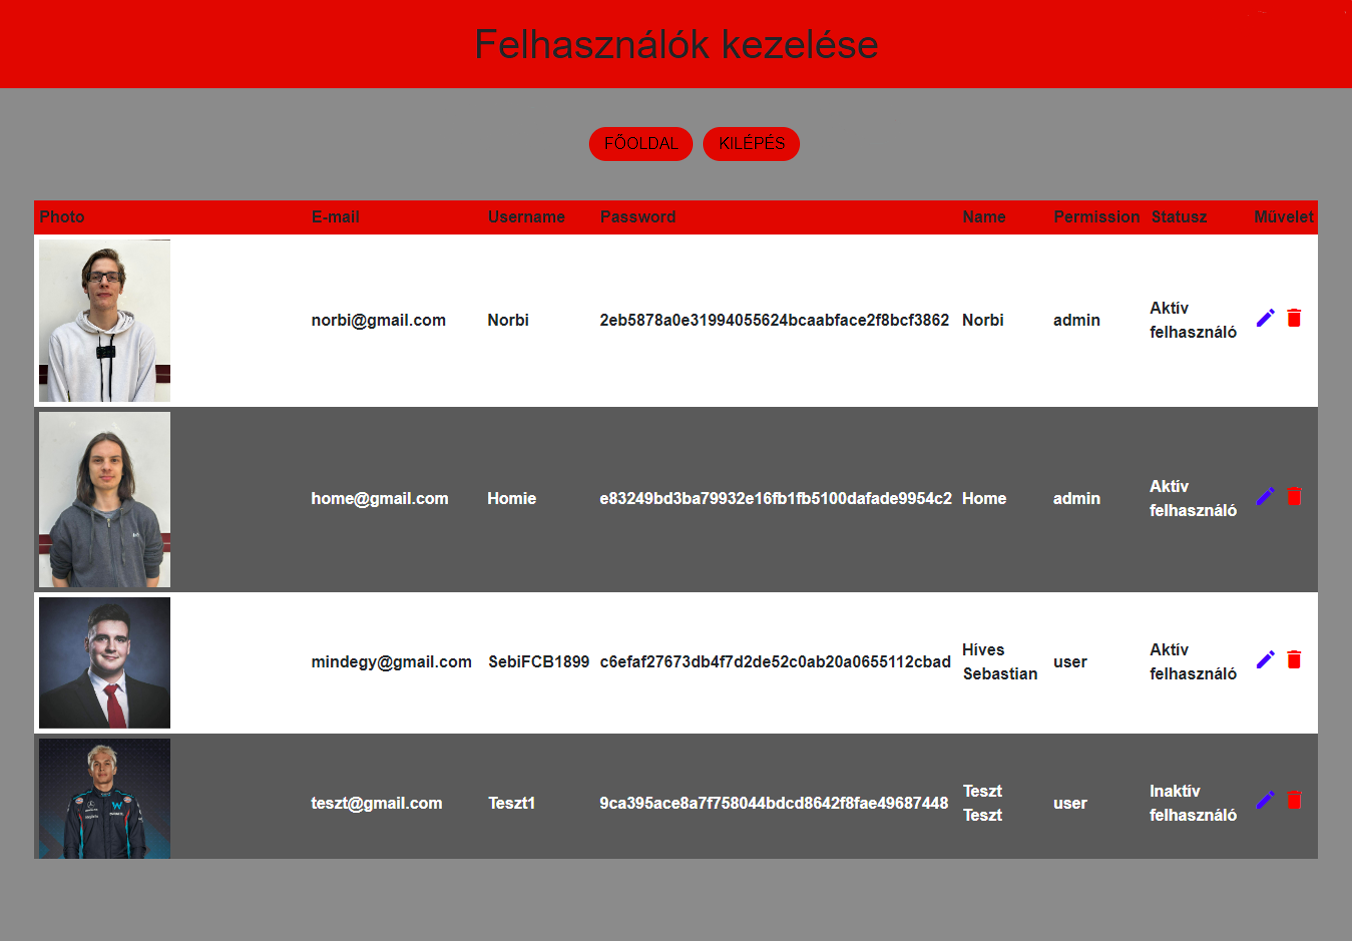 Felhasználók kezelése
FŐOLDAL KILÉPÉS
Photo E-mail Username Password Name Permission Statusz Müvelet
norbi@gmail.com Norbi 2eb5878a0e31994055624bcaabface2f8bcf3862 Norbi admin Aktív
felhasználó
home@gmail.com Homie e83249bd3ba79932e16fb1fb5100dafade9954c2 Home admin Aktív
felhasználó
mindegy@gmail.com SebiFCB1899 c6efaf27673db4f7d2de52c0ab20a0655112cbad Híves
Sebastian user Aktív
felhasználó
teszt@gmail.com Teszt1 9ca395ace8a7f758044bdcd8642f8fae49687448 Teszt
Teszt user Inaktív
felhasználó